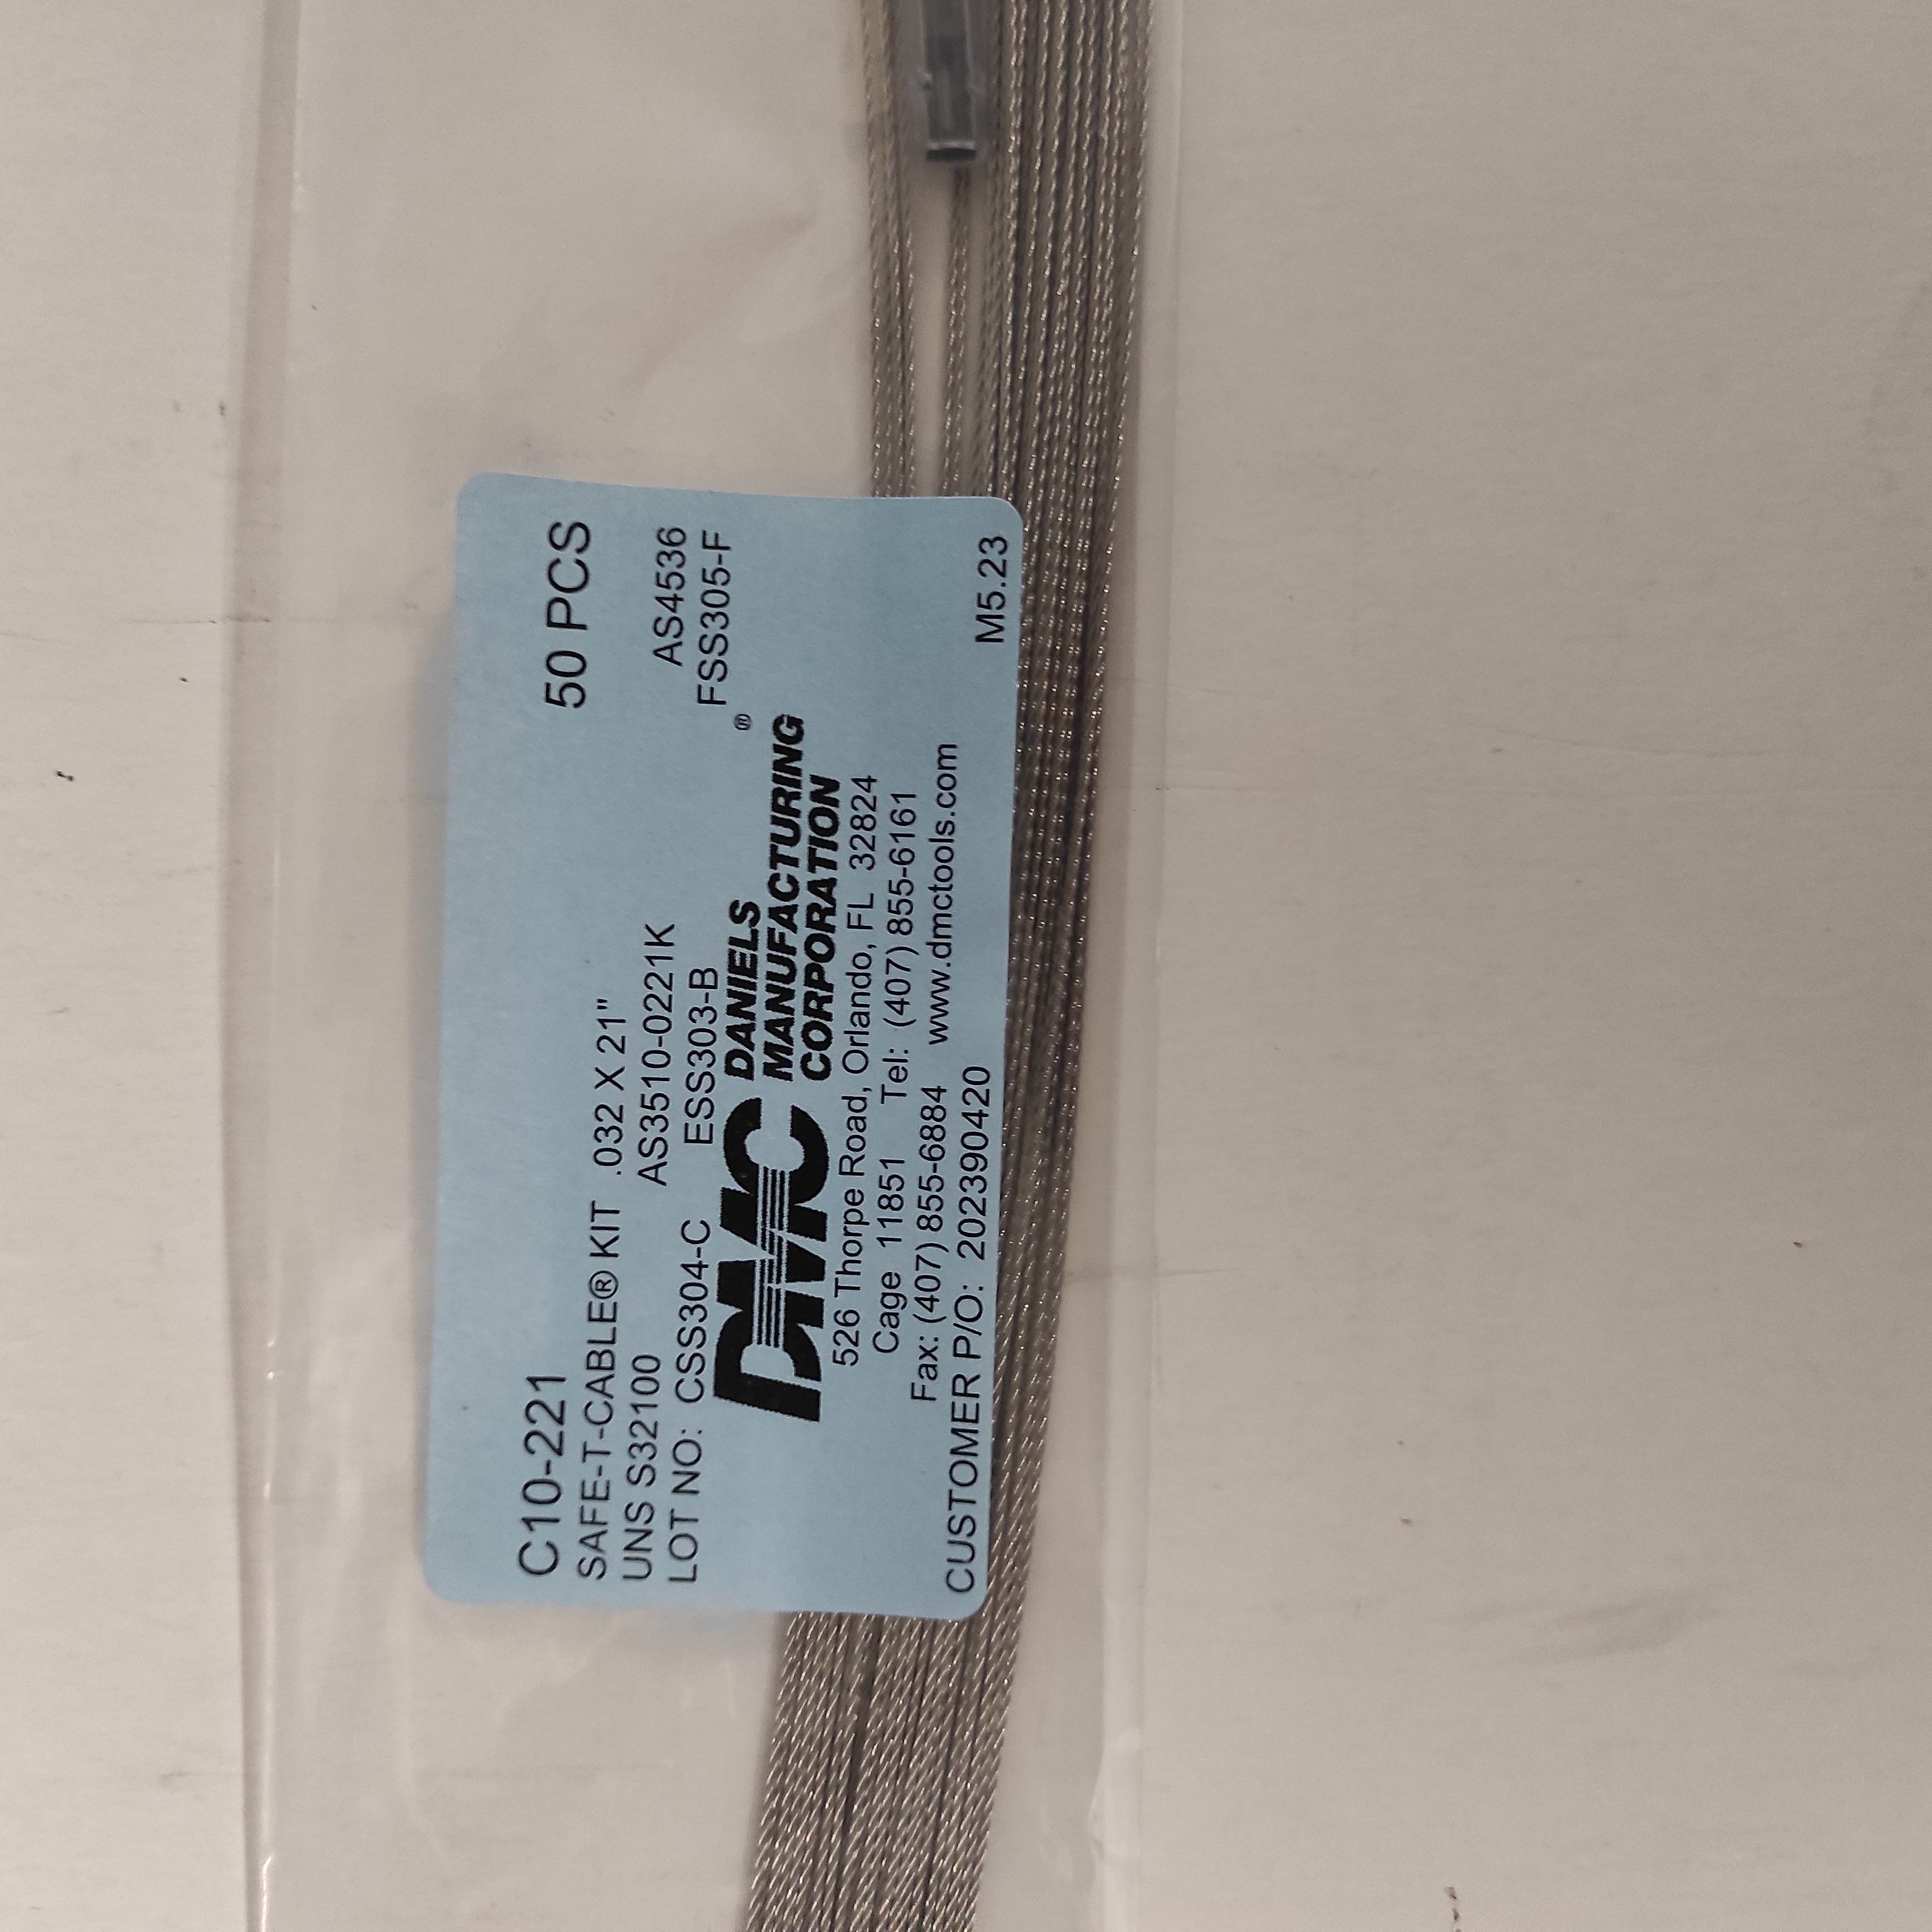 C10-221 50 PCS
SAFE-T-CABLE® KIT .032 X 21"
UNS S32100 AS3510-0221K AS4536
LOT NO: CSS304-C ESS303-B FSS305-F
DMC DANIELS
MANUFACTURING
CORPORATION ®
526 Thorpe Road, Orlando, FL 32824
Cage 11851 Tel: (407) 855-6161
Fax: (407) 855-6884 www.dmctools.com
CUSTOMER P/O: 202390420 M5.23